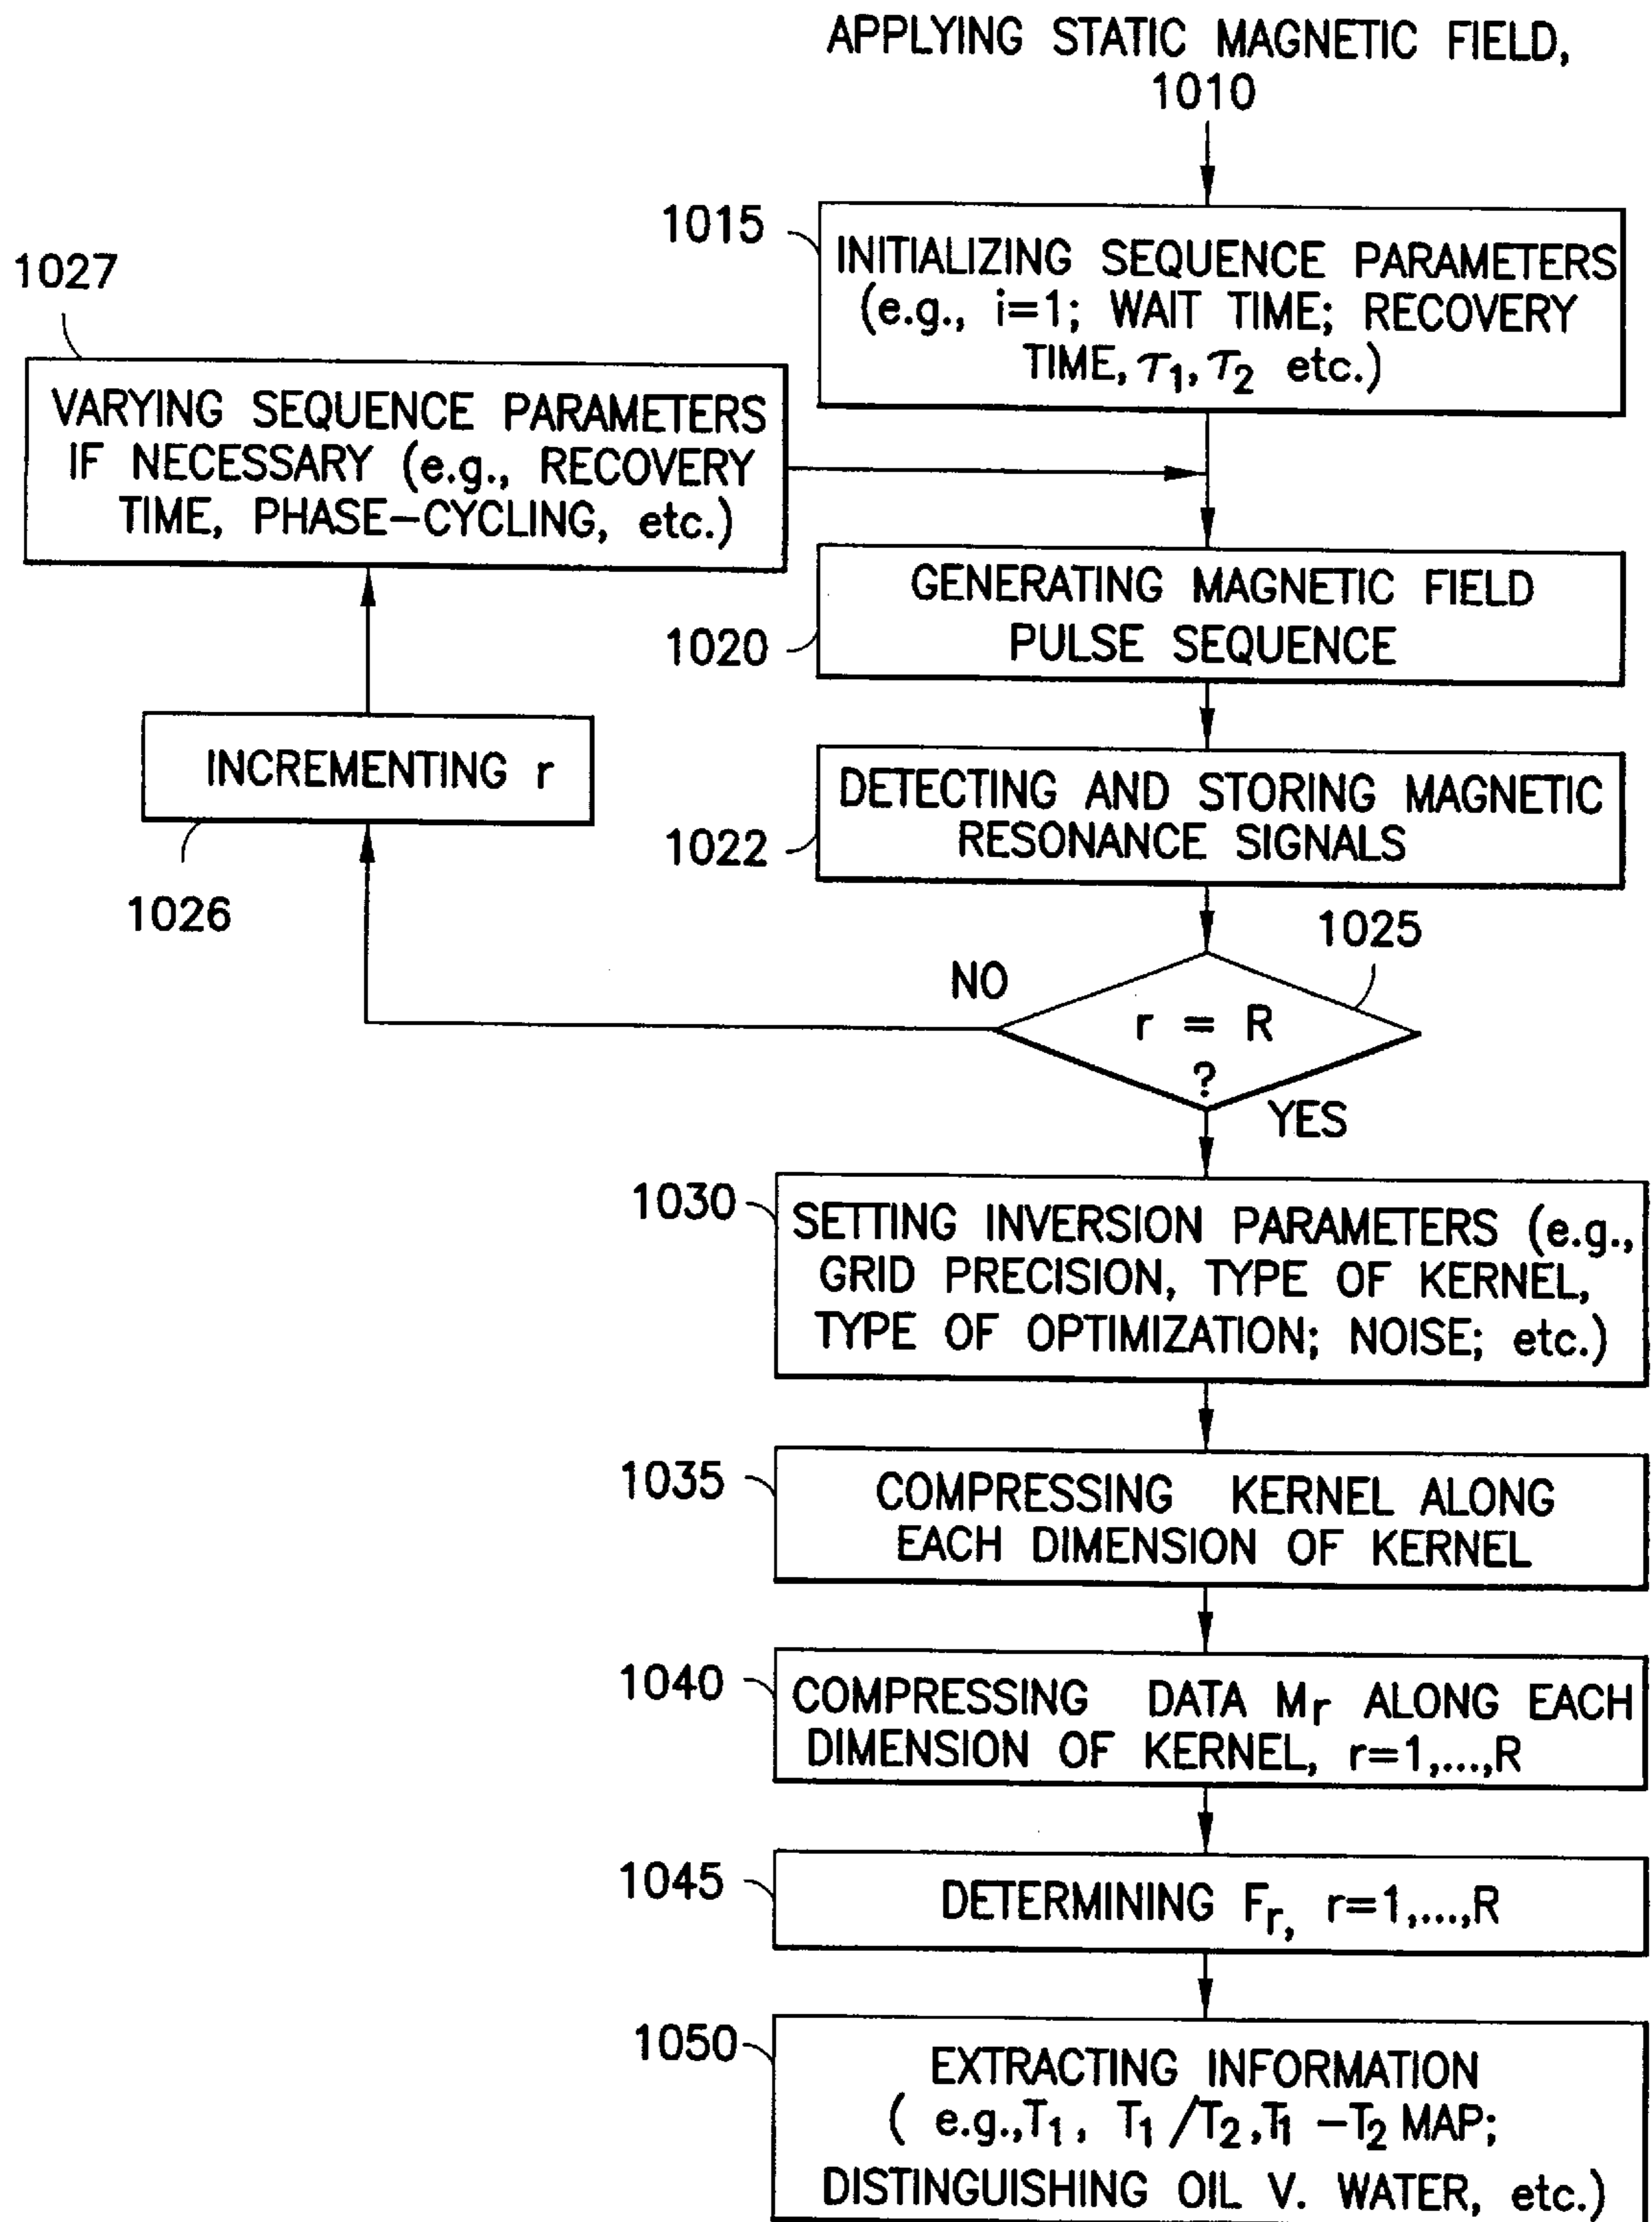 APPLYING STATIC MAGNETIC FIELD,
1010
1015
INITIALIZING SEQUENCE PARAMETERS
(e.g., i=1; WAIT TIME; RECOVERY
TIME, τ1, τ2 etc.)
1027
VARYING SEQUENCE PARAMETERS
IF NECESSARY (e.g., RECOVERY
TIME, PHASE-CYCLING, etc.)
GENERATING MAGNETIC FIELD
PULSE SEQUENCE
1020
INCREMENTING r
1026
DETECTING AND STORING MAGNETIC
RESONANCE SIGNALS
1022
1025
NO
r = R
?
YES
1030
SETTING INVERSION PARAMETERS (e.g.,
GRID PRECISION, TYPE OF KERNEL,
TYPE OF OPTIMIZATION; NOISE; etc.)
1035
COMPRESSING KERNEL ALONG
EACH DIMENSION OF KERNEL
1040
COMPRESSING DATA Mr ALONG EACH
DIMENSION OF KERNEL, r=1,...,R
1045
DETERMINING Fr, r=1,...,R
1050
EXTRACTING INFORMATION
( e.g.,T1, T1/T2,T1-T2 MAP;
DISTINGUISHING OIL V. WATER, etc.)